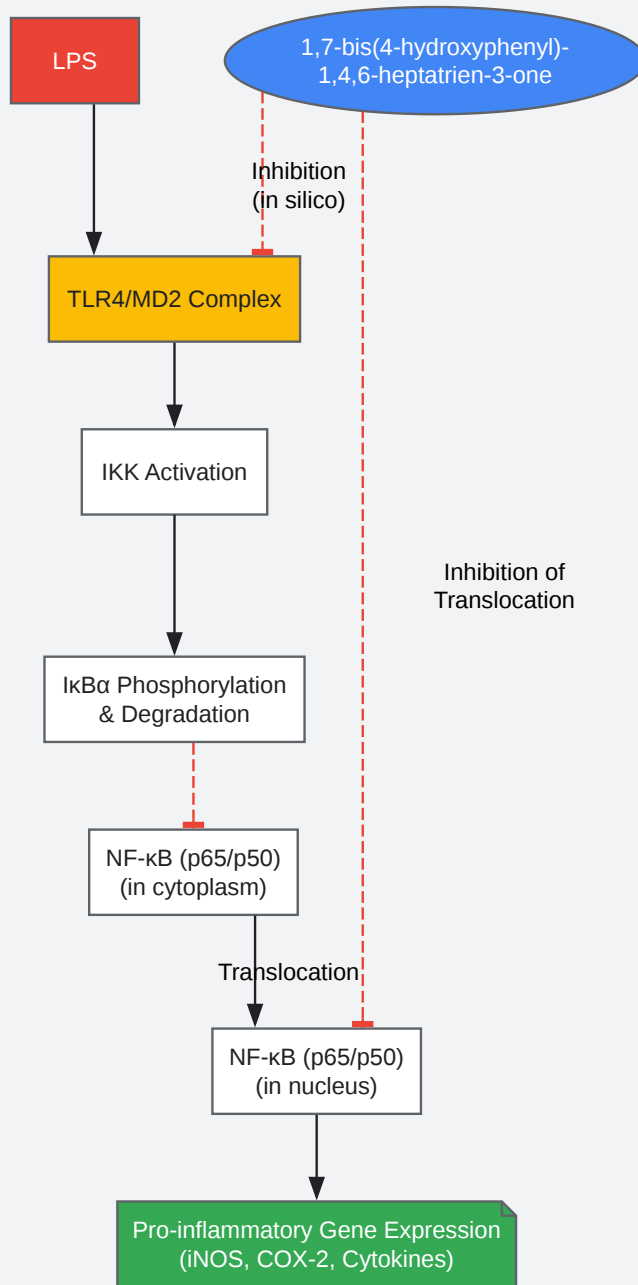 LPS
1,7-bis(4-hydroxyphenyl)-
1,4,6-heptatrien-3-one
Inhibition
(in silico)
TLR4/MD2 Complex
IKK Activation
Inhibition of
Translocation
IκBα Phosphorylation
& Degradation
NF-κB (p65/p50)
(in cytoplasm)
Translocation
NF-κB (p65/p50)
(in nucleus)
Pro-inflammatory Gene Expression
(iNOS, COX-2, Cytokines)